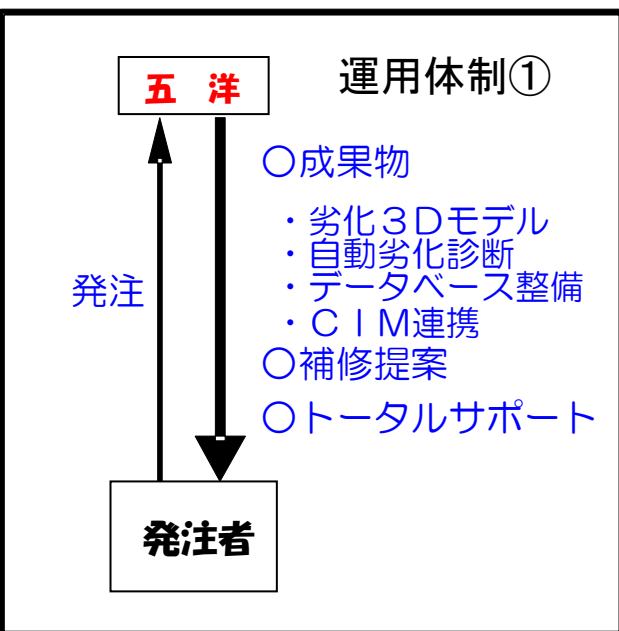 運用体制①
五 洋
○成果物
・劣化３Dモデル
・自動劣化診断
・データベース整備
・ＣＩＭ連携
○補修提案
○トータルサポート
発注
発注者